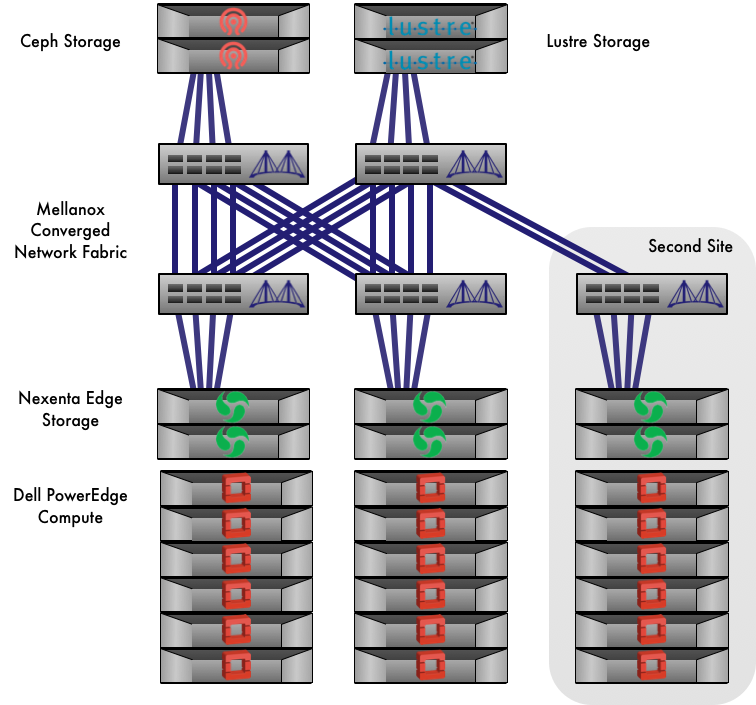 Ceph Storage
Lustre Storage
l·u·s·t·r·e
l·u·s·t·r·e
Mellanox
Converged
Network Fabric
Second Site
Nexenta Edge
Storage
Dell PowerEdge
Compute